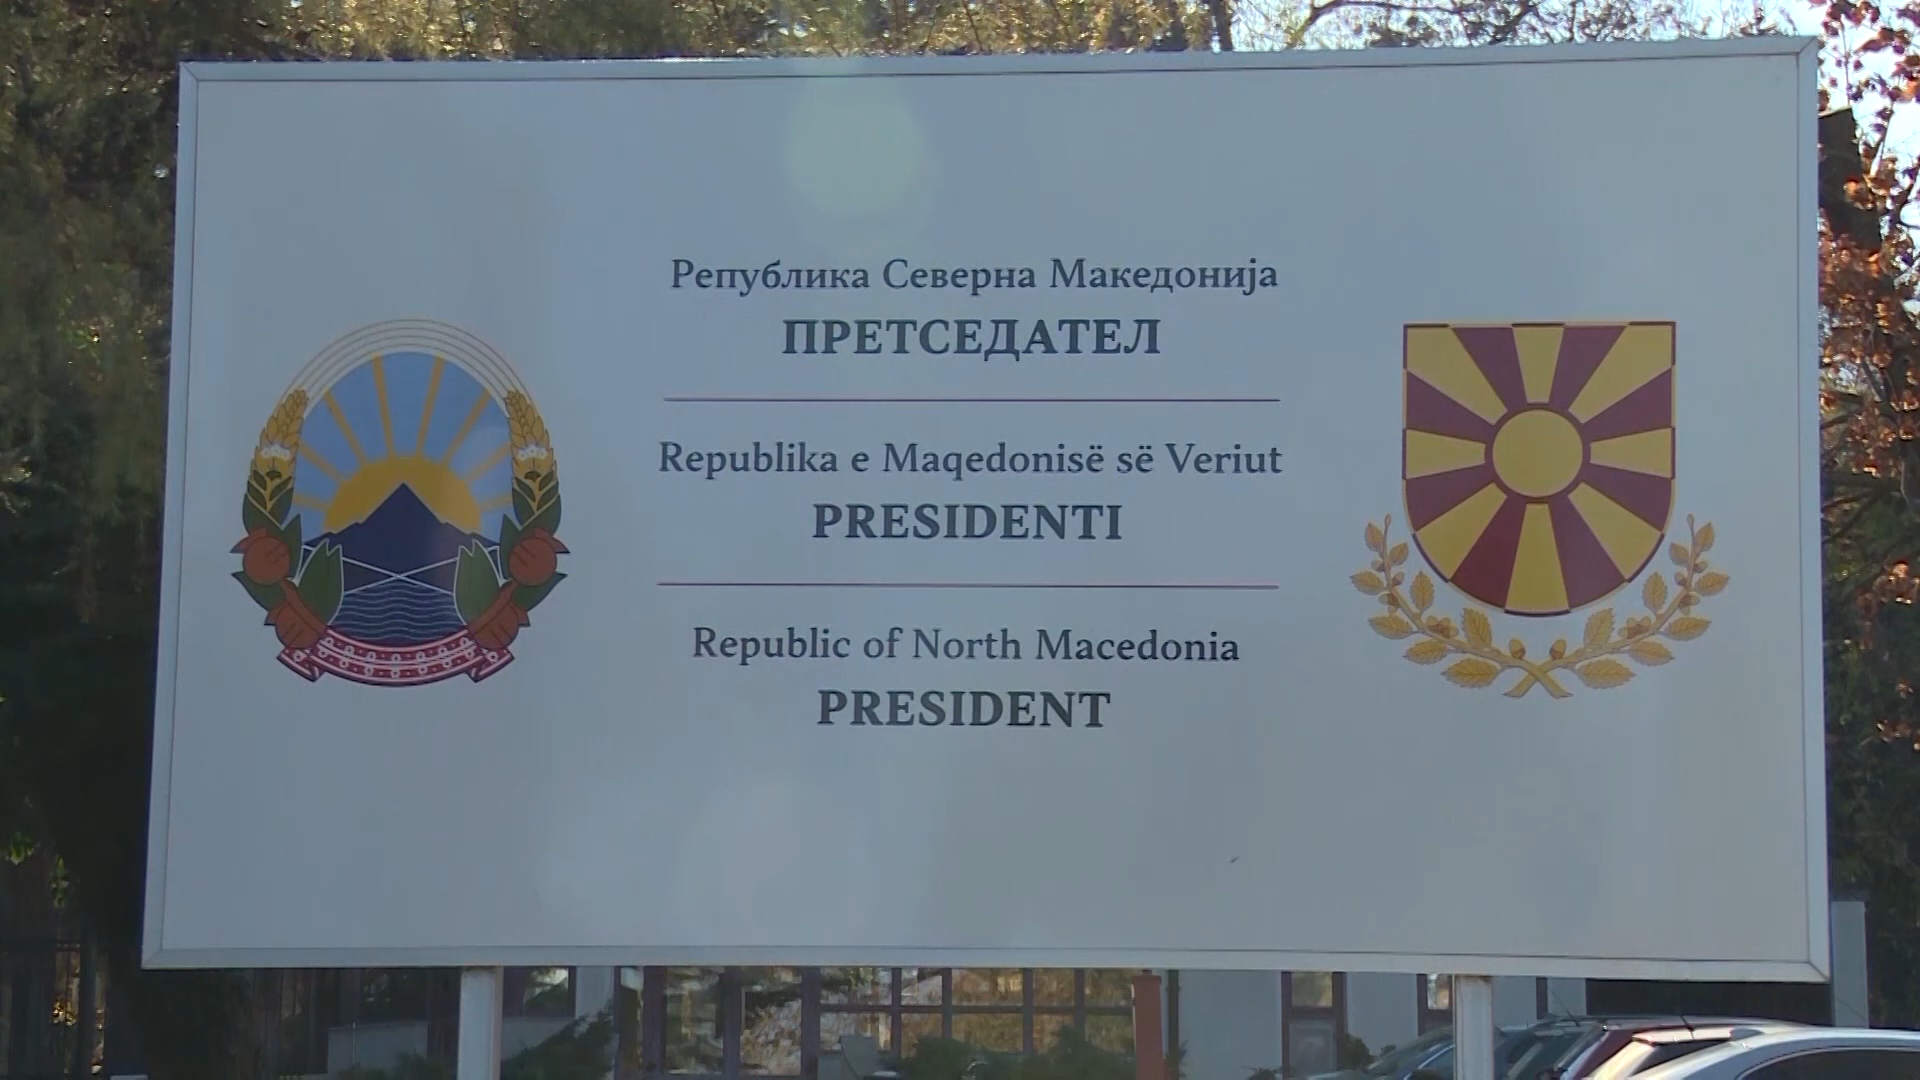 Република Северна Македонија
ПРЕТСЕДАТЕЛ
Republika e Maqedonisë së Veriut
PRESIDENTI
Republic of North Macedonia
PRESIDENT